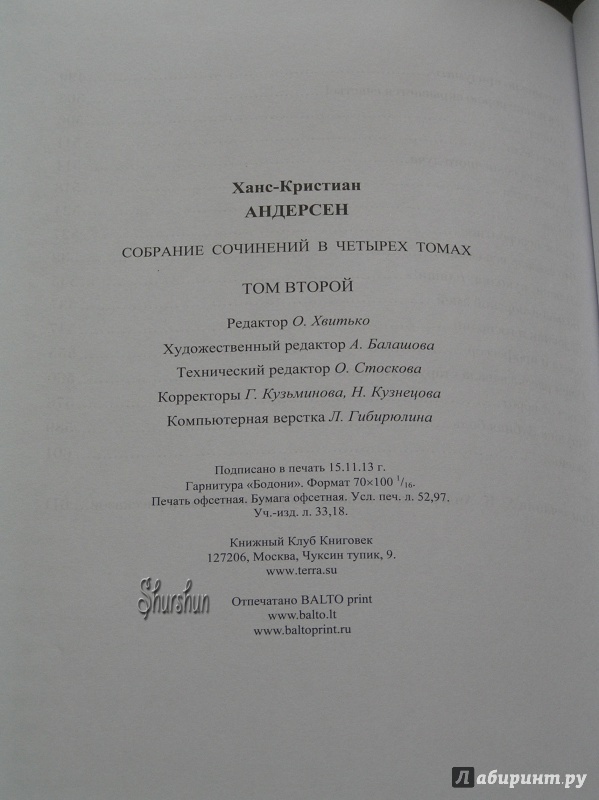 Ханс-Кристиан
АНДЕРСЕН
СОБРАНИЕ СОЧИНЕНИЙ В ЧЕТЫРЕХ ТОМАХ
ТОМ ВТОРОЙ
Редактор О. Хвитько
Художественный редактор А. Балашова
Технический редактор О. Стоскова
Корректоры Г. Кузьминова, Н. Кузнецова
Компьютерная верстка Л. Гибирюлина
Подписано в печать 15.11.13 г.
Гарнитура «Бодони». Формат 70×100 1/16.
Печать офсетная. Бумага офсетная. Усл. печ. л. 52,97.
Уч.-изд. л. 33,18.
Книжный Клуб Книговек
127206, Москва, Чуксин тупик, 9.
www.terra.su
Shurshun
Отпечатано BALTO print
www.balto.lt
www.baltoprint.ru
лабиринт.ру